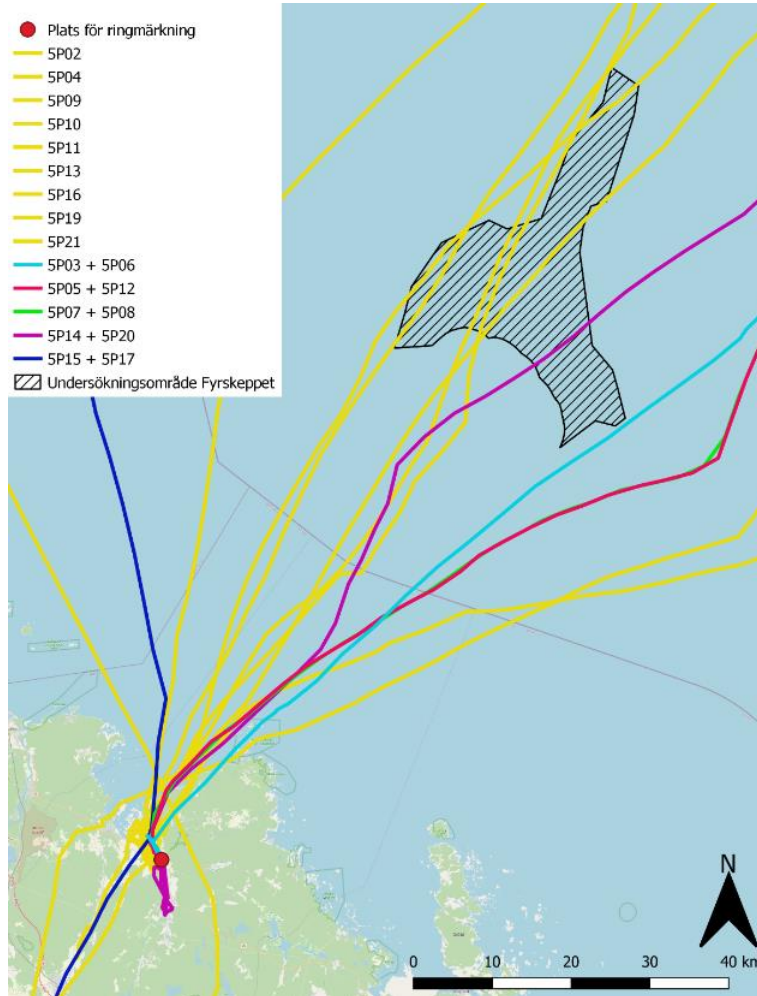 Plats för ringmärkning
5P02
5P04
5P09
5P10
5P11
5P13
5P16
5P19
5P21
5P03 + 5P06
5P05 + 5P12
5P07 + 5P08
5P14 + 5P20
5P15 + 5P17
Undersökningsområde Fyrskeppet
N
0 10 20 30 40 km